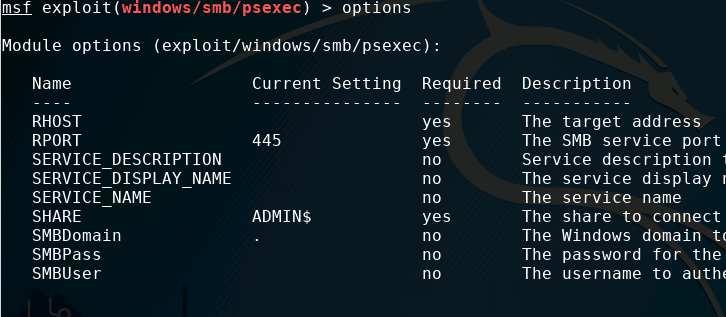 msf exploit(windows/smb/psexec) > options
Module options (exploit/windows/smb/psexec):
Name Current Setting Required Description
---- --------------- -------- -----------
RHOST yes The target address
RPORT 445 yes The SMB service port
SERVICE_DESCRIPTION no Service description
SERVICE_DISPLAY_NAME no The service display
SERVICE_NAME no The service name
SHARE ADMIN$ yes The share to connect
SMBDomain . no The Windows domain to
SMBPass no The password for the
SMBUser no The username to